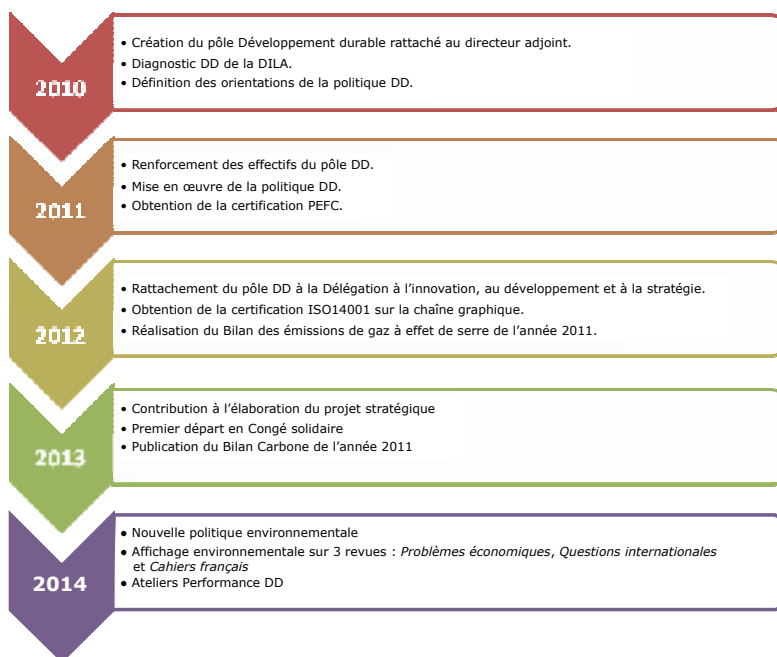 2010
• Création du pôle Développement durable rattaché au directeur adjoint.
• Diagnostic DD de la DILA.
• Définition des orientations de la politique DD.
2011
• Renforcement des effectifs du pôle DD.
• Mise en œuvre de la politique DD.
• Obtention de la certification PEFC.
2012
• Rattachement du pôle DD à la Délégation à l’innovation, au développement et à la stratégie.
• Obtention de la certification ISO14001 sur la chaîne graphique.
• Réalisation du Bilan des émissions de gaz à effet de serre de l’année 2011.
2013
• Contribution à l’élaboration du projet stratégique
• Premier départ en Congé solidaire
• Publication du Bilan Carbone de l’année 2011
2014
• Nouvelle politique environnementale
• Affichage environnementale sur 3 revues : Problèmes économiques, Questions internationales
et Cahiers français
• Ateliers Performance DD